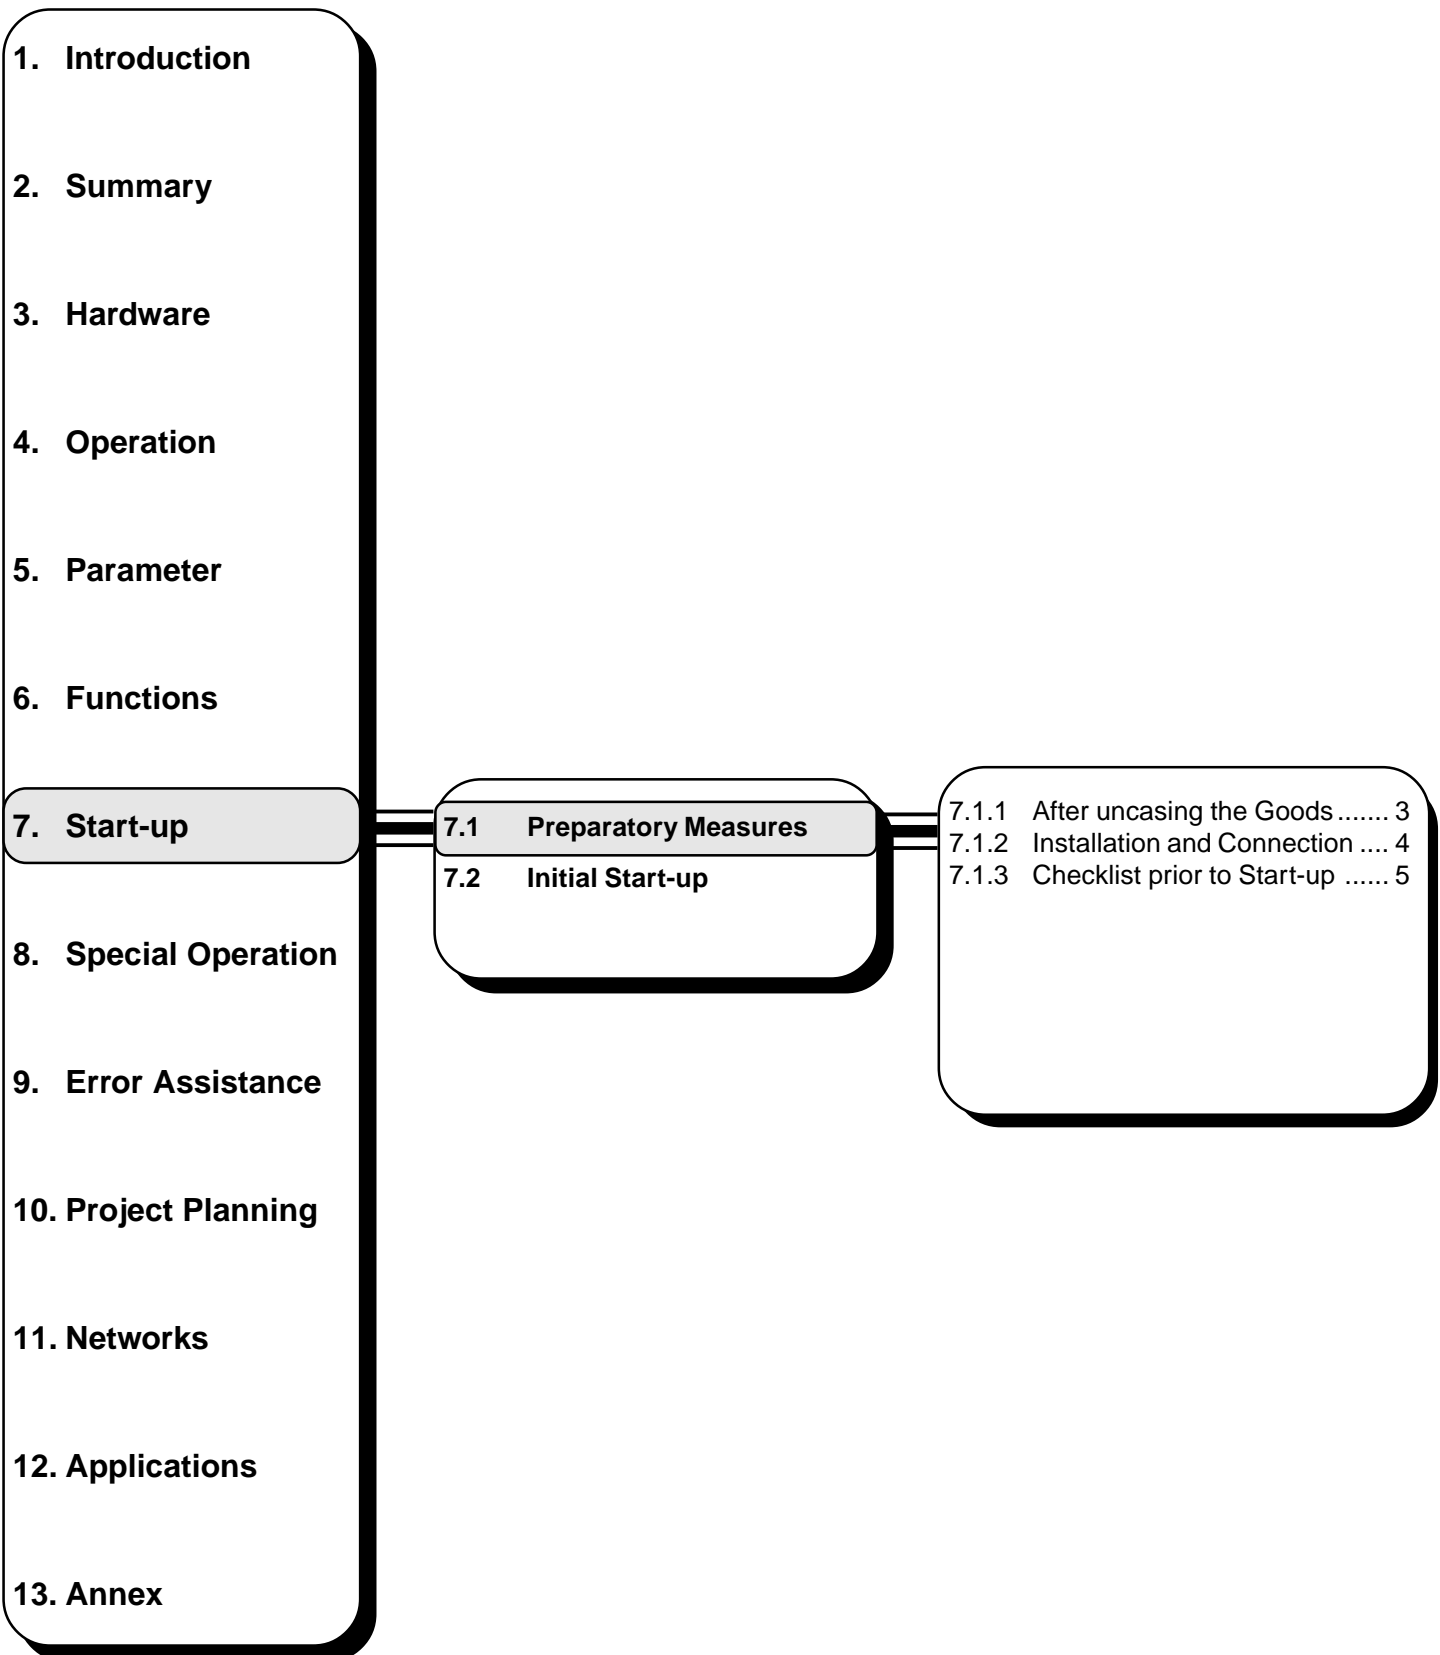 1. Introduction
2. Summary
3. Hardware
4. Operation
5. Parameter
6. Functions
7. Start-up
8. Special Operation
9. Error Assistance
10. Project Planning
11. Networks
12. Applications
13. Annex
7.1 Preparatory Measures
7.2 Initial Start-up
7.1.1 After uncasing the Goods ....... 3
7.1.2 Installation and Connection .... 4
7.1.3 Checklist prior to Start-up ...... 5